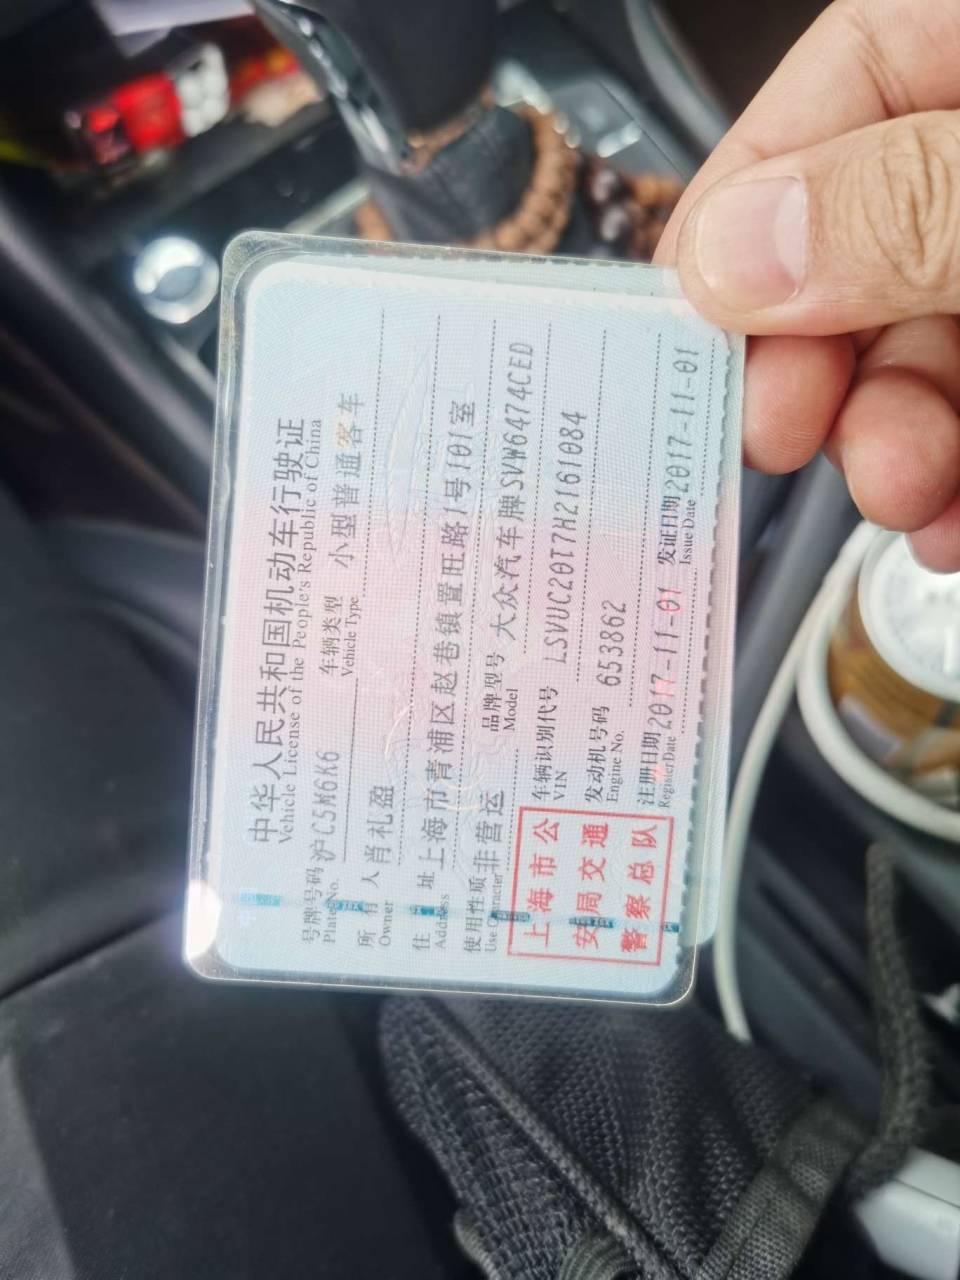 中华人民共和国机动车行驶证
Vehicle License of the People's Republic of China
号牌号码 沪C5M6K6 车辆类型 小型普通客车
Plate No. Vehicle Type
所有人 肖礼盈
Owner
住址 上海市青浦区赵巷镇置旺路1号101室
Address
使用性质 非营运 品牌型号 大众汽车牌SVW6474CED
Use Character Model
上海市公
安局交通
警察总队
车辆识别代号 LSVUC20T7H2161084
VIN
发动机号码 653862
Engine No.
注册日期 2017-11-01 发证日期 2017-11-01
Register Date Issue Date